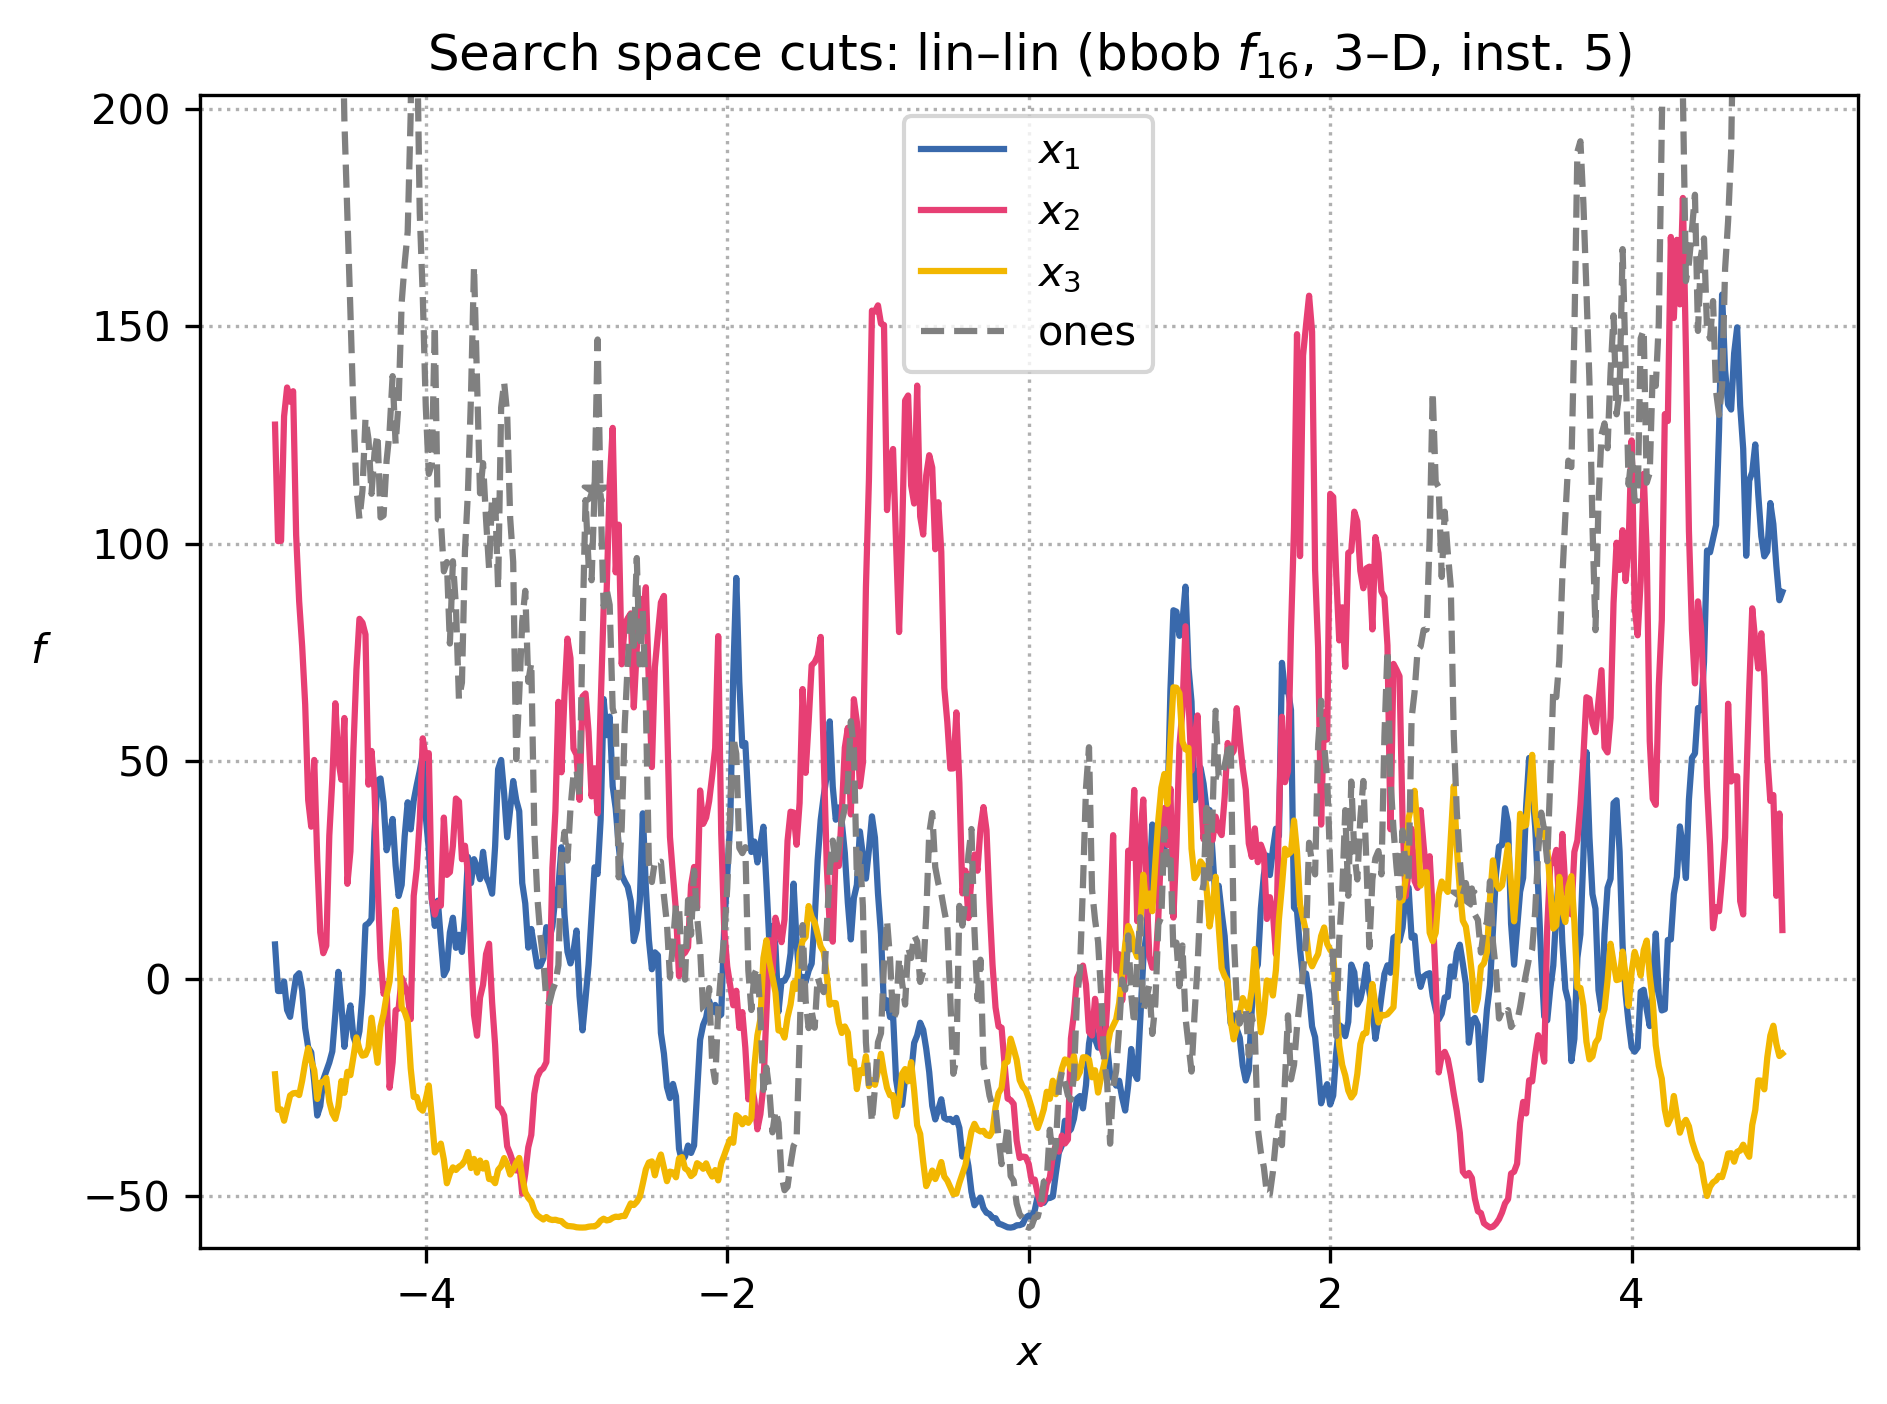 Search space cuts: lin–lin (bbob f₁₆, 3–D, inst. 5)
200
150
100
50
0
−50
f
x₁
x₂
x₃
ones
−4
−2
0
2
4
x